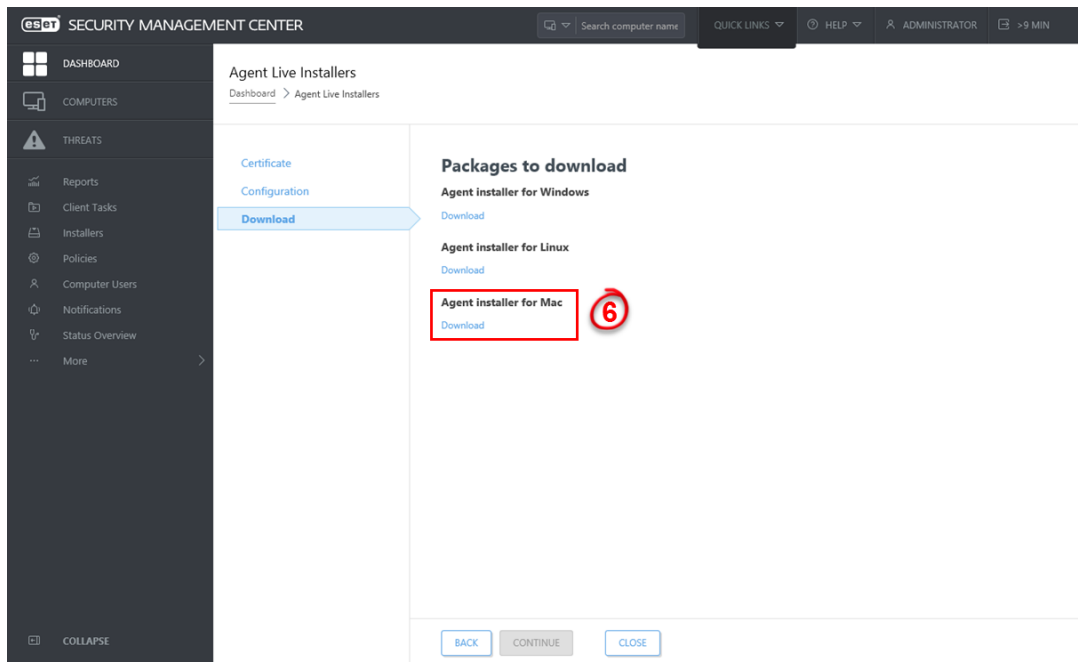 eset SECURITY MANAGEMENT CENTER
Search computer name
QUICK LINKS
HELP
ADMINISTRATOR
>9 MIN
DASHBOARD
COMPUTERS
THREATS
Reports
Client Tasks
Installers
Policies
Computer Users
Notifications
Status Overview
More
COLLAPSE
Agent Live Installers
Dashboard > Agent Live Installers
Certificate
Configuration
Download
Packages to download
Agent installer for Windows
Download
Agent installer for Linux
Download
Agent installer for Mac
Download
6
BACK
CONTINUE
CLOSE